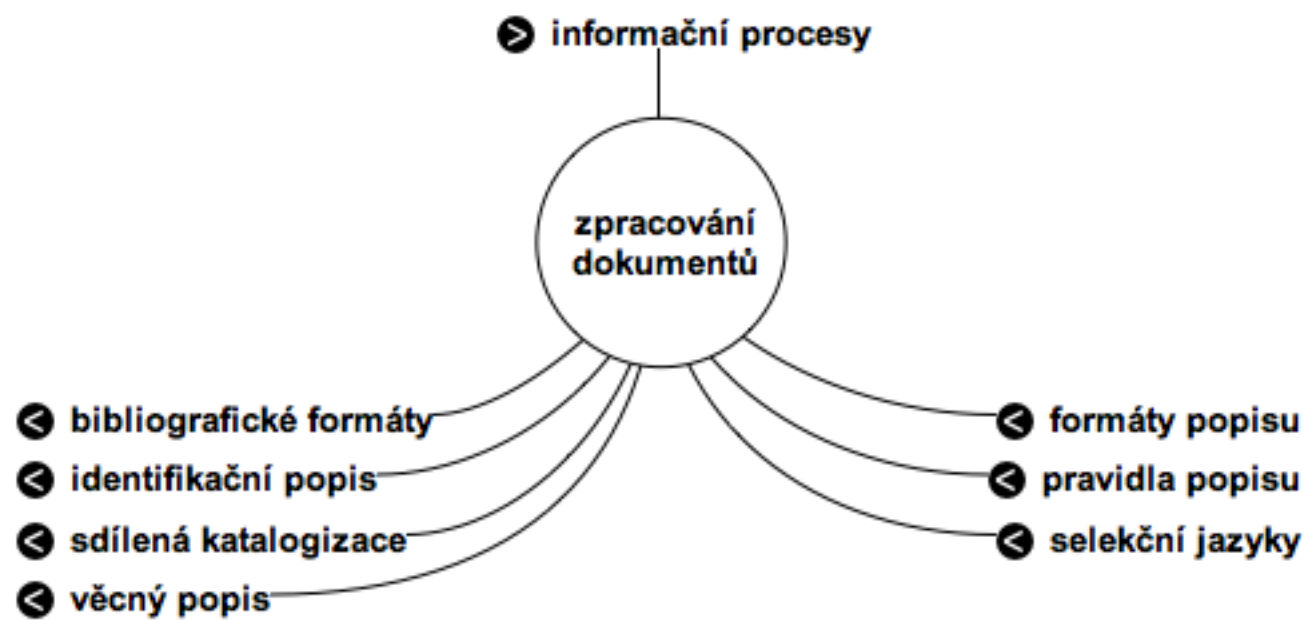 informační procesy
zpracování
dokumentů
bibliografické formáty
identifikační popis
sdílená katalogizace
věcný popis
formáty popisu
pravidla popisu
selekční jazyky